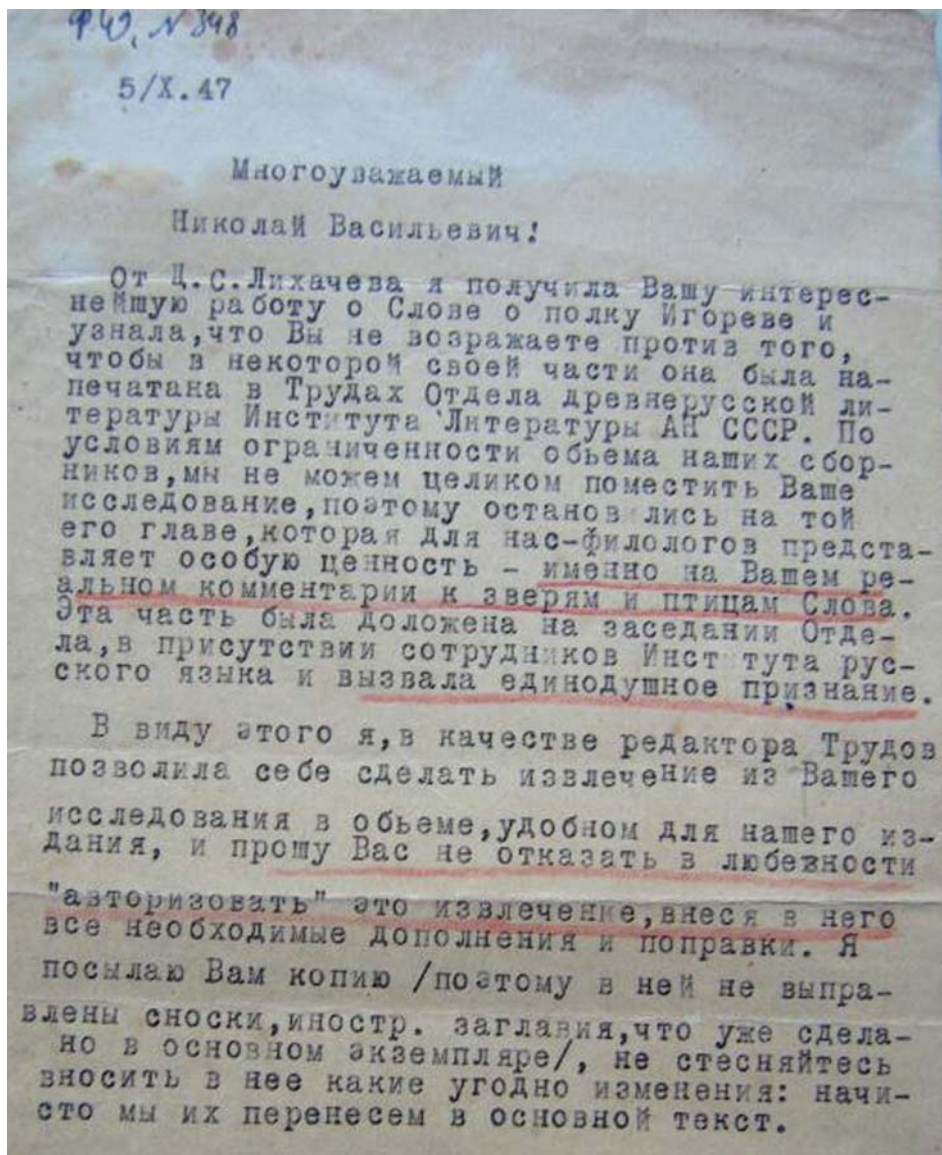 N 348
5/X.47
Многоуважаемый
Николай Васильевич!
От Д.С.Лихачева я получила Вашу интерес-
нейшую работу о Слове о полку Игореве и
узнала,что Вы не возражаете против того,
чтобы в некоторой своей части она была на-
печатана в Трудах Отдела древнерусской ли-
тературы Института Литературы АН СССР. По
условиям ограниченности обьема наших сбор-
ников,мы не можем целиком поместить Ваше
исследование,поэтому останов лись на той
его главе,которая для нас-филологов предста-
вляет особую ценность - именно на Вашем ре-
альном комментарии к зверям и птицам Слова.
Эта часть была доложена на заседании Отде-
ла,в присутствии сотрудников Инст тута рус-
ского языка и вызвала единодушное признание.
В виду этого я,в качестве редактора Трудов
позволила себе сделать извлечение из Вашего
исследования в обьеме,удобном для нашего из-
дания, и прошу Вас не отказать в любезности
"авторизовать" это извлечение,внеся в него
все необходимые дополнения и поправки. Я
посылаю Вам копию /поэтому в ней не выпра-
влены сноски,иностр. заглавия,что уже сдела-
но в основном экземпляре/, не стесняйтесь
вносить в нее какие угодно изменения: начи-
сто мы их перенесем в основной текст.